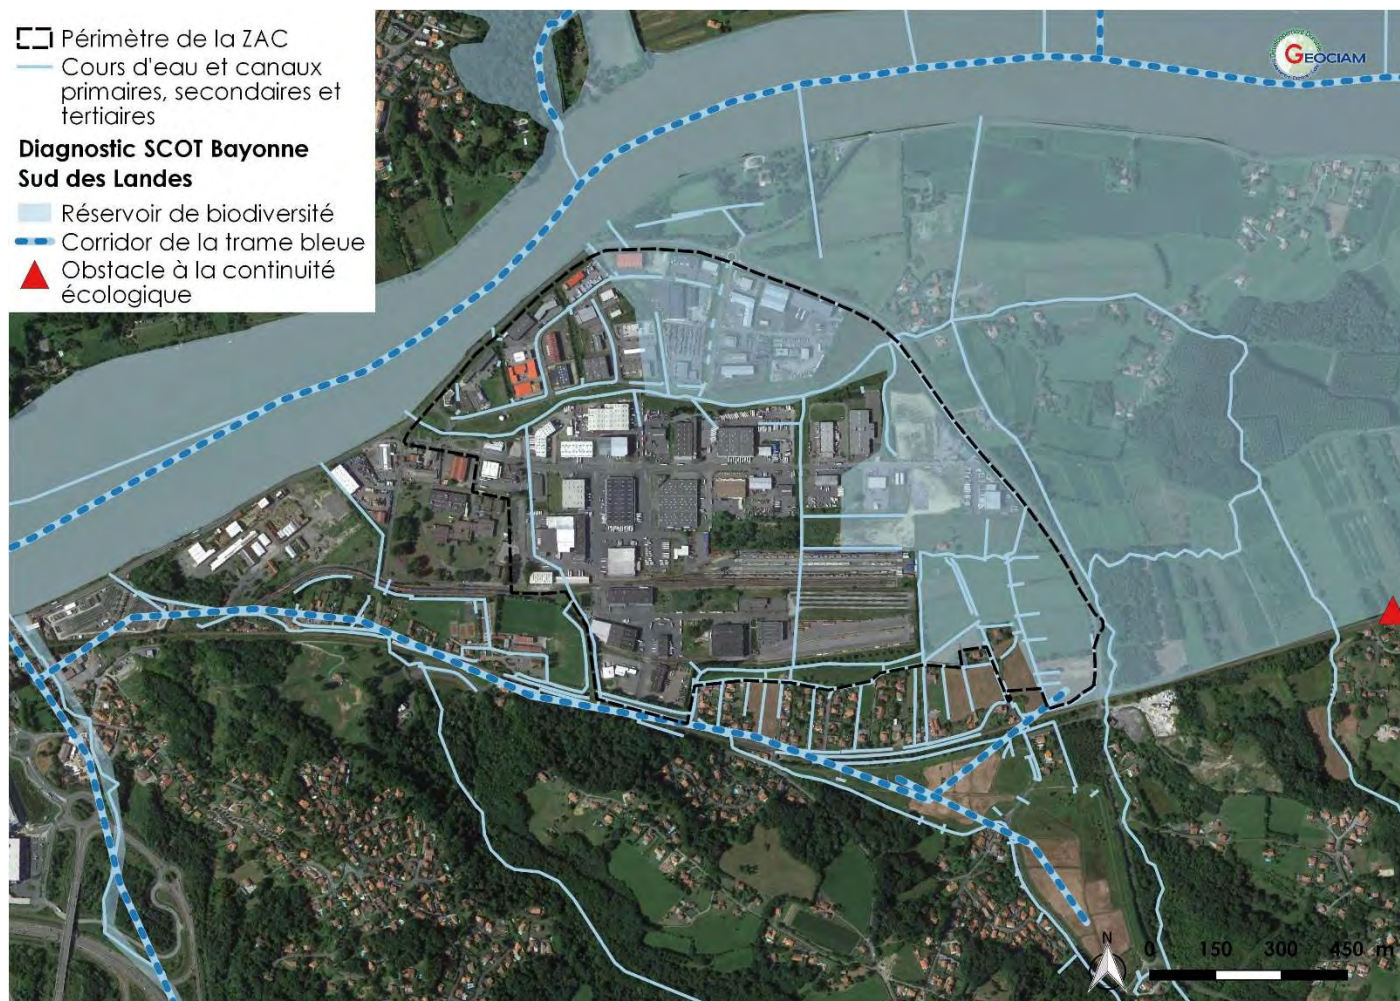 Périmètre de la ZAC
Cours d'eau et canaux
primaires, secondaires et
tertiaires
Diagnostic SCOT Bayonne
Sud des Landes
Réservoir de biodiversité
Corridor de la trame bleue
Obstacle à la continuité
écologique
GEOCIAM
N
0 150 300 450 m